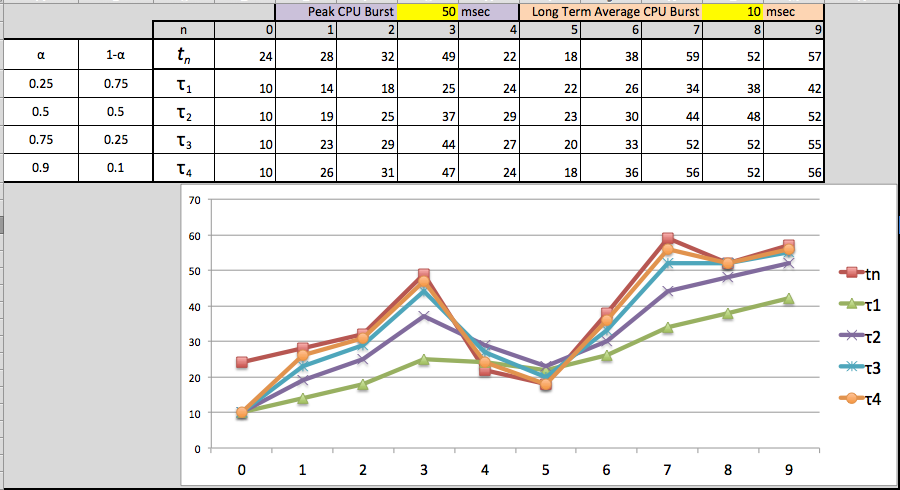 Peak CPU Burst 50 msec Long Term Average CPU Burst 10 msec
n 0 1 2 3 4 5 6 7 8 9
α 1-α tn 24 28 32 49 22 18 38 59 52 57
0.25 0.75 τ1 10 14 18 25 24 22 26 34 38 42
0.5 0.5 τ2 10 19 25 37 29 23 30 44 48 52
0.75 0.25 τ3 10 23 29 44 27 20 33 52 52 55
0.9 0.1 τ4 10 26 31 47 24 18 36 56 52 56
70
60
50
40
30
20
10
0
0 1 2 3 4 5 6 7 8 9
tn
τ1
τ2
τ3
τ4